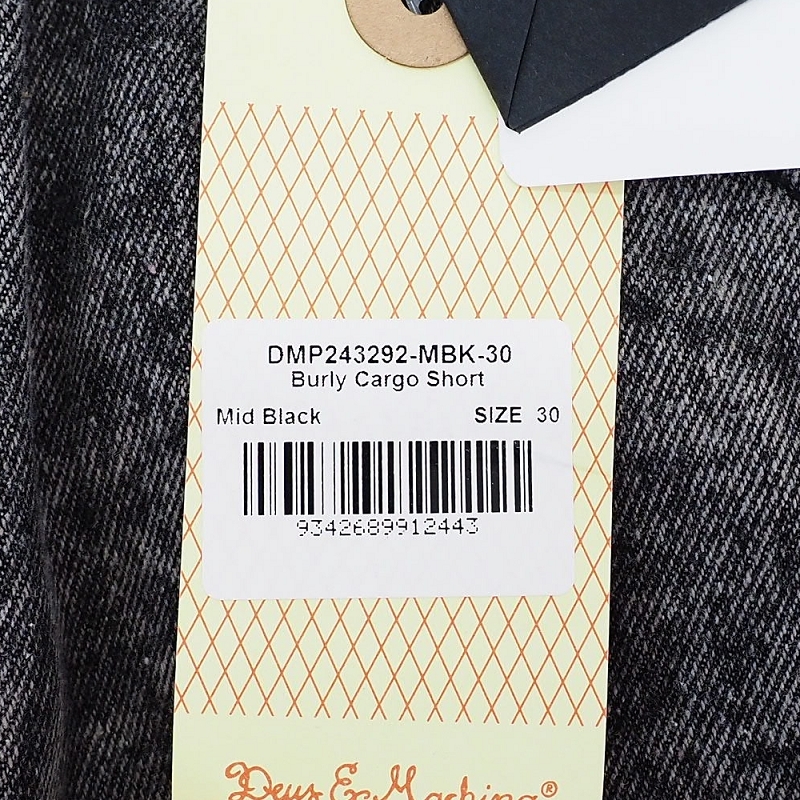 DMP243292-MBK-30
Burly Cargo Short
Mid Black SIZE 30
9342689912443
Deus Ex Machina®